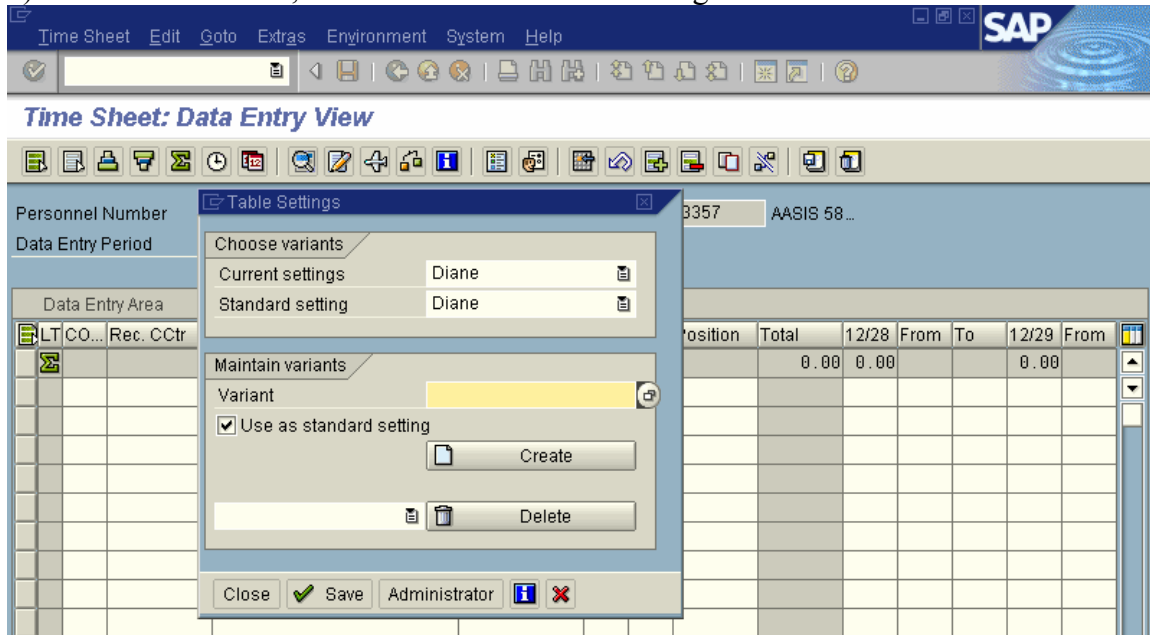 Time Sheet Edit Goto Extras Environment System Help
SAP
Time Sheet: Data Entry View
Personnel Number 3357 AASIS 58...
Data Entry Period
Table Settings
Choose variants
Current settings Diane
Standard setting Diane
Data Entry Area
LT CO... Rec. CCtr osition Total 12/28 From To 12/29 From
0.00 0.00 0.00
Maintain variants
Variant
Use as standard setting
Create
Delete
Close Save Administrator